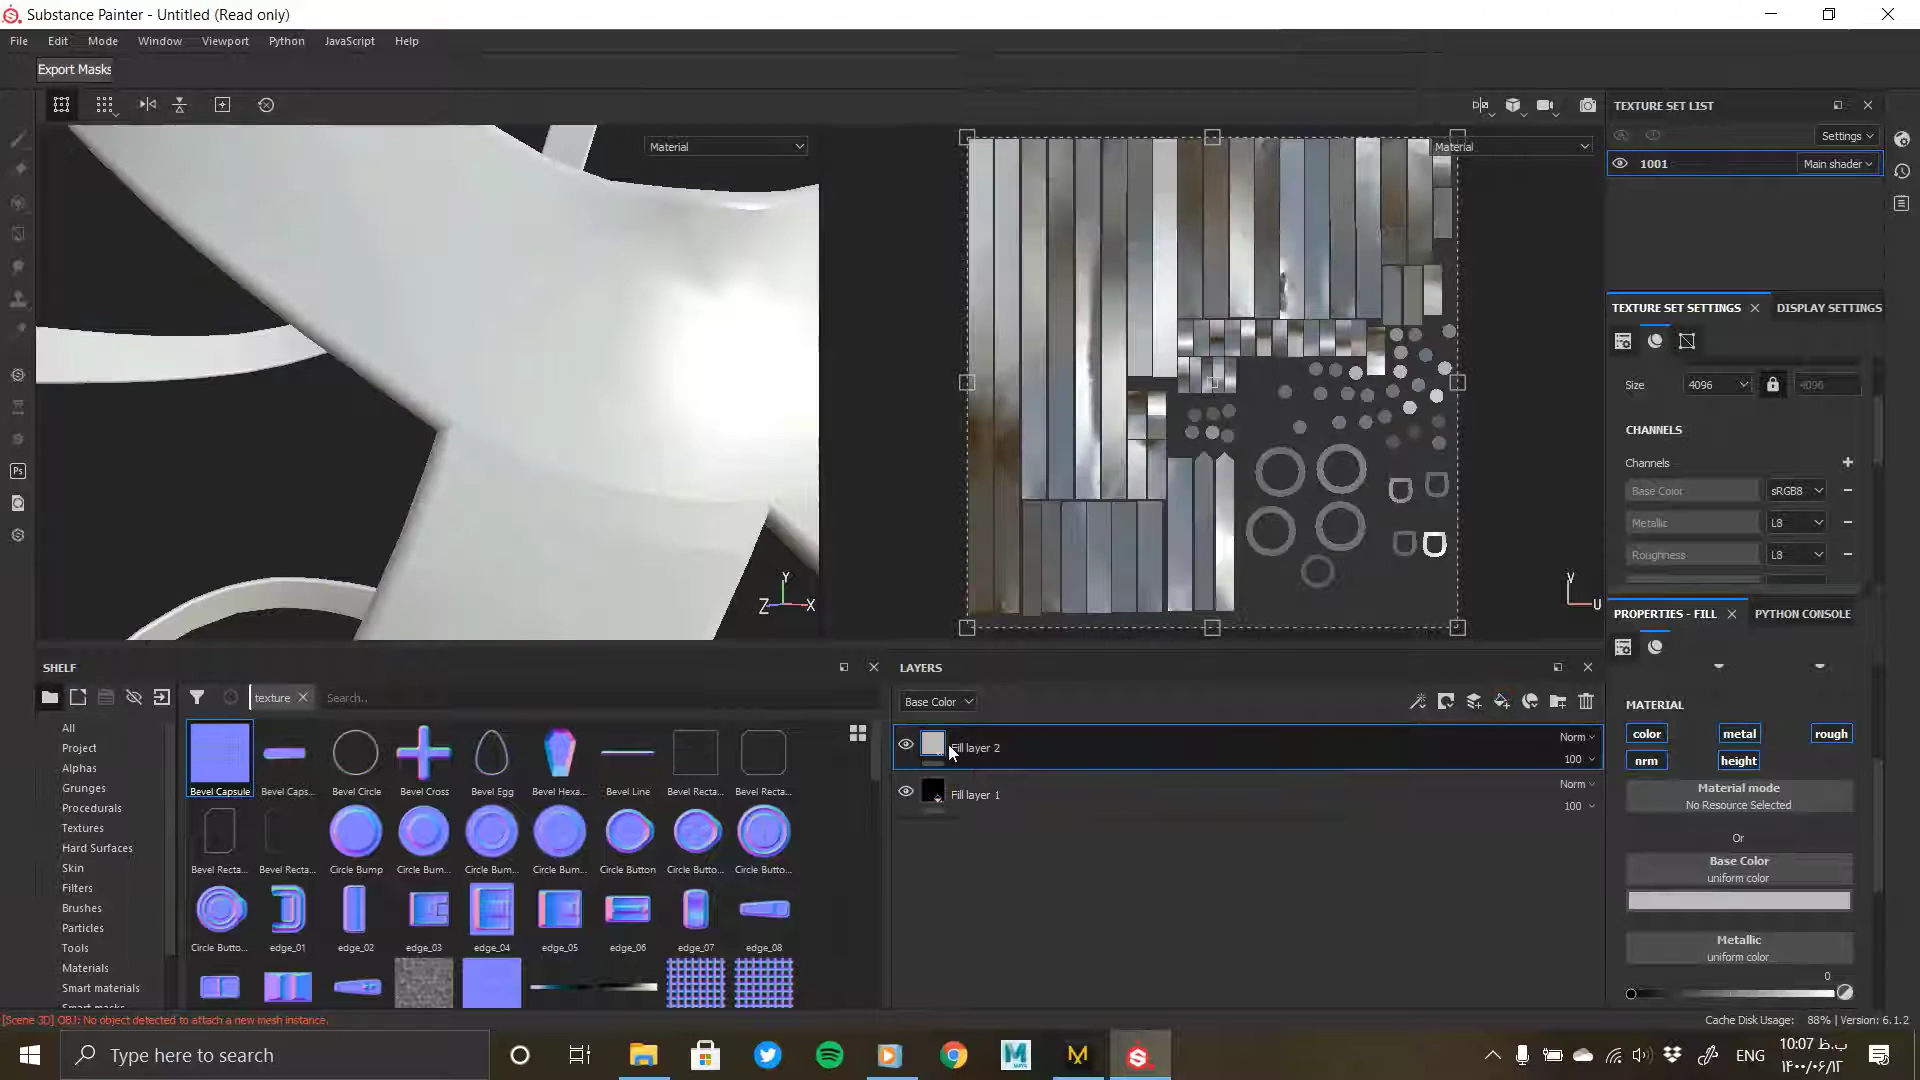 Substance Painter - Untitled (Read only)
File Edit Mode Window Viewport Python JavaScript Help
Export Masks
Material
Material
Y
Z X
V
U
TEXTURE SET LIST
Settings
1001 Main shader
TEXTURE SET SETTINGS DISPLAY SETTINGS
Size 4096 4096
CHANNELS
Channels
Base Color sRGB8
Metallic L8
Roughness L8
PROPERTIES - FILL PYTHON CONSOLE
MATERIAL
color metal rough
nrm height
Material mode
No Resource Selected
Or
Base Color
uniform color
Metallic
uniform color
0
SHELF
texture Search..
All
Project
Alphas
Grunges
Procedurals
Textures
Hard Surfaces
Skin
Filters
Brushes
Particles
Tools
Materials
Smart materials
Bevel Capsule Bevel Caps... Bevel Circle Bevel Cross Bevel Egg Bevel Hexa... Bevel Line Bevel Recta... Bevel Recta...
Bevel Recta... Bevel Recta... Circle Bump Circle Bum... Circle Bum... Circle Bum... Circle Button Circle Butto... Circle Butto...
Circle Butto... edge_01 edge_02 edge_03 edge_04 edge_05 edge_06 edge_07 edge_08
LAYERS
Base Color
Fill layer 2 Norm
100
Fill layer 1 Norm
100
[Scene 3D] OBJ: No object detected to attach a new mesh instance.
Cache Disk Usage: 88% | Version: 6.1.2
Type here to search
Ps
ENG
10:07 ب.ظ
۱۴۰۰/۰۶/۱۲